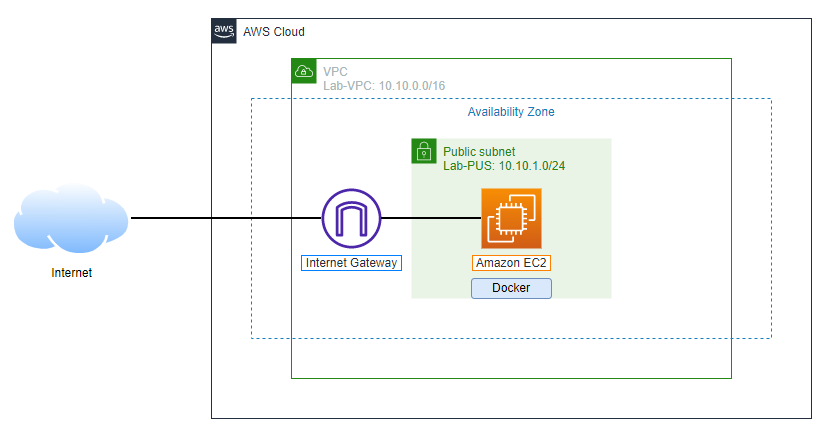 aws
AWS Cloud
VPC
Lab-VPC: 10.10.0.0/16
Availability Zone
Public subnet
Lab-PUS: 10.10.1.0/24
Internet
Internet Gateway
Amazon EC2
Docker